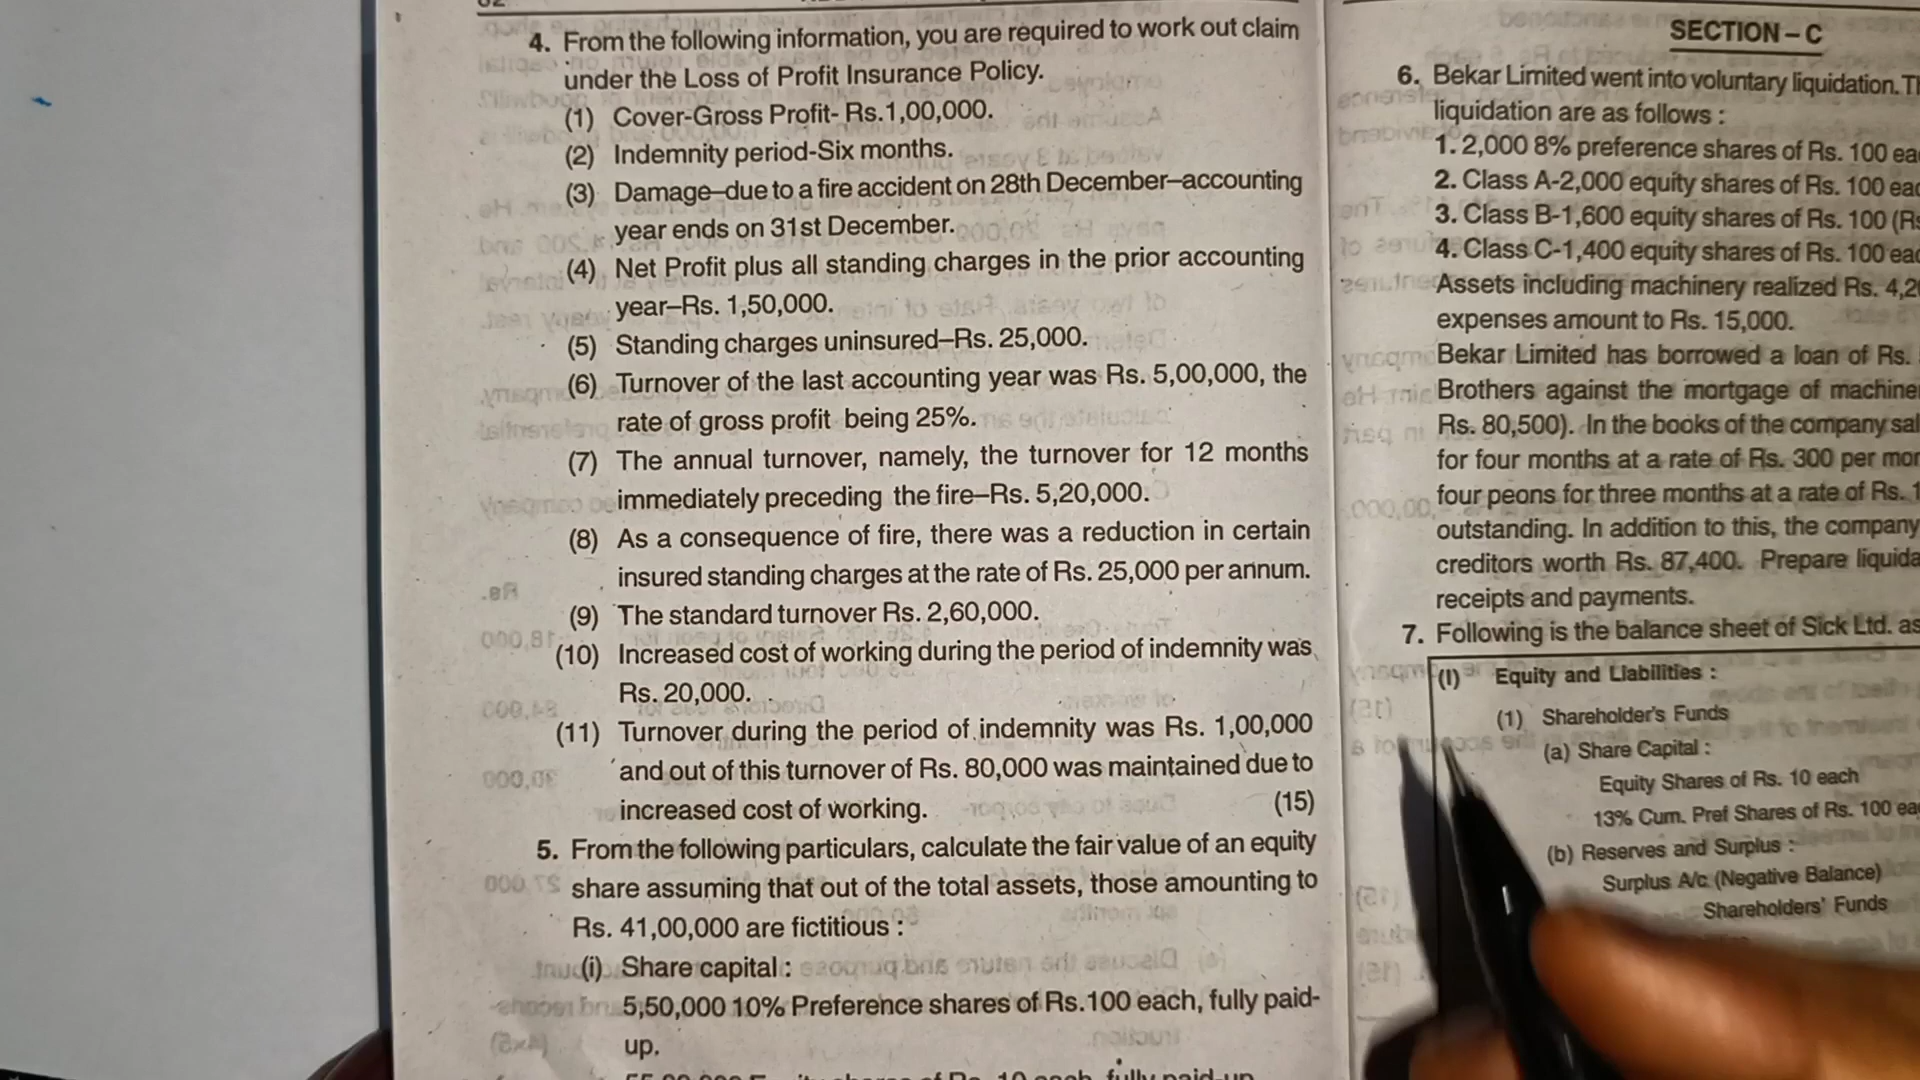 4. From the following information, you are required to work out claim
under the Loss of Profit Insurance Policy.
(1) Cover-Gross Profit- Rs.1,00,000.
(2) Indemnity period-Six months.
(3) Damage–due to a fire accident on 28th December–accounting
year ends on 31st December.
(4) Net Profit plus all standing charges in the prior accounting
year–Rs. 1,50,000.
(5) Standing charges uninsured–Rs. 25,000.
(6) Turnover of the last accounting year was Rs. 5,00,000, the
rate of gross profit being 25%.
(7) The annual turnover, namely, the turnover for 12 months
immediately preceding the fire–Rs. 5,20,000.
(8) As a consequence of fire, there was a reduction in certain
insured standing charges at the rate of Rs. 25,000 per annum.
(9) The standard turnover Rs. 2,60,000.
(10) Increased cost of working during the period of indemnity was
Rs. 20,000.
(11) Turnover during the period of indemnity was Rs. 1,00,000
and out of this turnover of Rs. 80,000 was maintained due to
increased cost of working. (15)
5. From the following particulars, calculate the fair value of an equity
share assuming that out of the total assets, those amounting to
Rs. 41,00,000 are fictitious :
(i) Share capital :
5,50,000 10% Preference shares of Rs.100 each, fully paid-
up.
SECTION – C
6. Bekar Limited went into voluntary liquidation.
liquidation are as follows :
1. 2,000 8% preference shares of Rs. 100
2. Class A-2,000 equity shares of Rs. 100
3. Class B-1,600 equity shares of Rs. 100
4. Class C-1,400 equity shares of Rs. 100
Assets including machinery realized Rs.
expenses amount to Rs. 15,000.
Bekar Limited has borrowed a loan of Rs.
Brothers against the mortgage of
Rs. 80,500). In the books of the company
for four months at a rate of Rs. 300 per
four peons for three months at a rate of Rs.
outstanding. In addition to this, the company
creditors worth Rs. 87,400. Prepare
receipts and payments.
7. Following is the balance sheet of Sick Ltd. as
(I) Equity and Liabilities :
(1) Shareholder's Funds
(a) Share Capital :
Equity Shares of Rs. 10 each
13% Cum. Pref Shares of Rs. 100
(b) Reserves and Surplus :
Surplus A/c (Negative Balance)
Shareholders' Funds